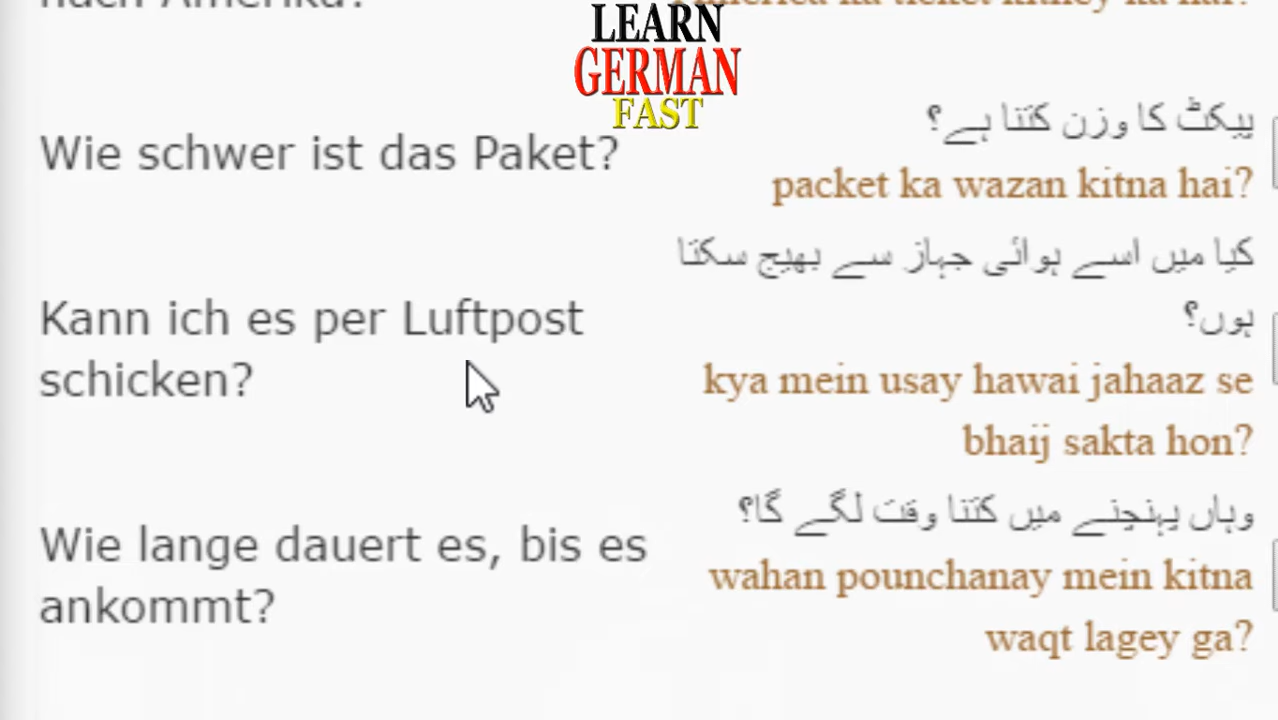 nach Amerika?
LEARN
GERMAN
FAST
Wie schwer ist das Paket?
پیکٹ کا وزن کتنا ہے؟
packet ka wazan kitna hai?
Kann ich es per Luftpost
schicken?
کیا میں اسے ہوائی جہاز سے بھیج سکتا
ہوں؟
kya mein usay hawai jahaaz se
bhaij sakta hon?
Wie lange dauert es, bis es
ankommt?
وہاں پہنچنے میں کتنا وقت لگے گا؟
wahan pounchanay mein kitna
waqt lagey ga?